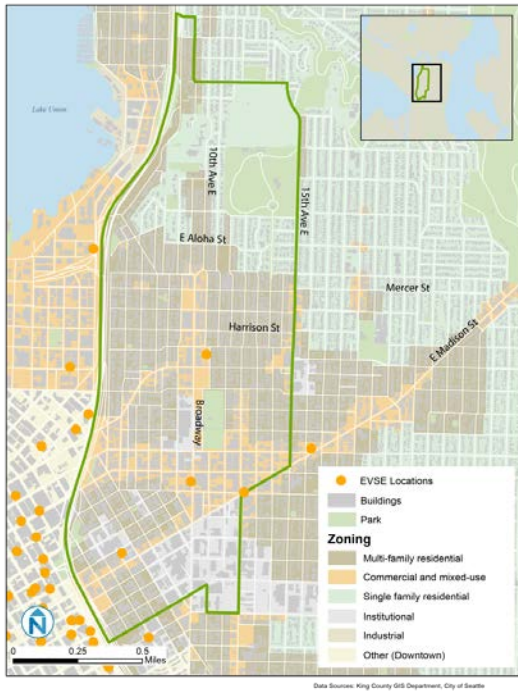 Lake Union
10th Ave E
15th Ave E
E Aloha St
Mercer St
Harrison St
E Madison St
Broadway
EVSE Locations
Buildings
Park
Zoning
Multi-family residential
Commercial and mixed-use
Single family residential
Institutional
Industrial
Other (Downtown)
N
0 0.25 0.5
Miles
Data Sources: King County GIS Department, City of Seattle